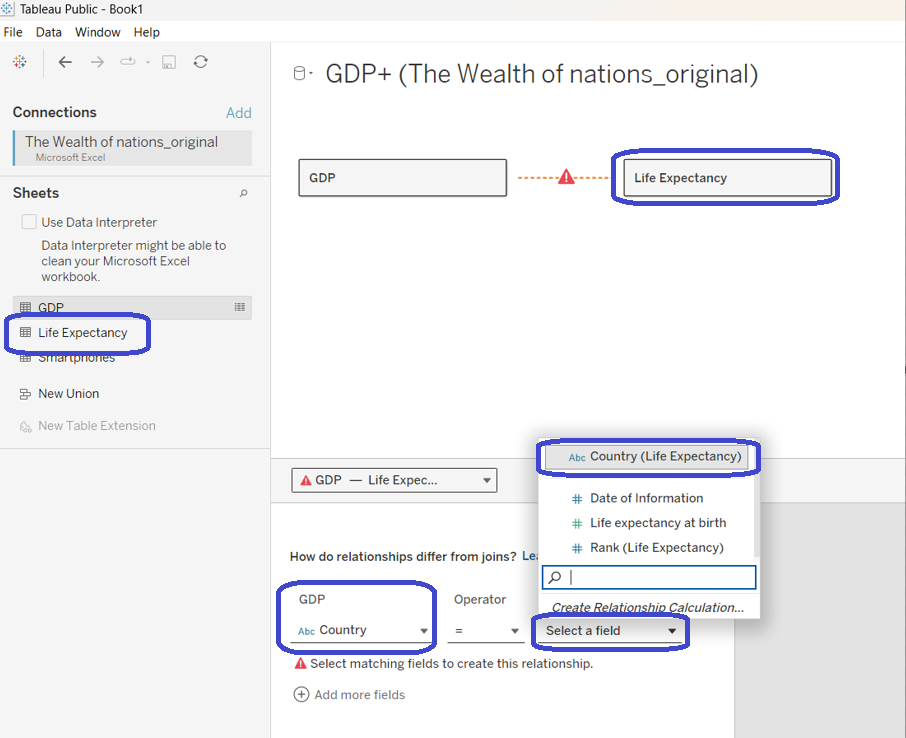 Tableau Public - Book1
File Data Window Help
Connections Add
The Wealth of nations_original
Microsoft Excel
Sheets
Use Data Interpreter
Data Interpreter might be able to
clean your Microsoft Excel
workbook.
GDP
Life Expectancy
Smartphones
New Union
New Table Extension
GDP+ (The Wealth of nations_original)
GDP
Life Expectancy
GDP — Life Expec...
How do relationships differ from joins? Lea
GDP
Operator
Abc Country
=
Abc Country (Life Expectancy)
# Date of Information
# Life expectancy at birth
# Rank (Life Expectancy)
Create Relationship Calculation...
Select a field
Select matching fields to create this relationship.
Add more fields